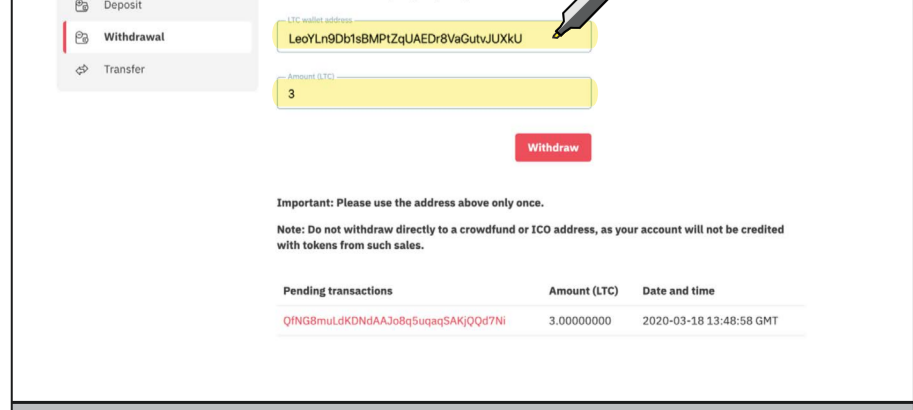 Deposit
LTC wallet address
LeoYLn9Db1sBMPtZqUAEDr8VaGutvJUXkU
Withdrawal
Transfer
Amount (LTC)
3
Withdraw
Important: Please use the address above only once.
Note: Do not withdraw directly to a crowdfund or ICO address, as your account will not be credited
with tokens from such sales.
Pending transactions Amount (LTC) Date and time
QfNG8muLdKDNdAAJo8q5uqaqSAKjQQd7Ni 3.00000000 2020-03-18 13:48:58 GMT